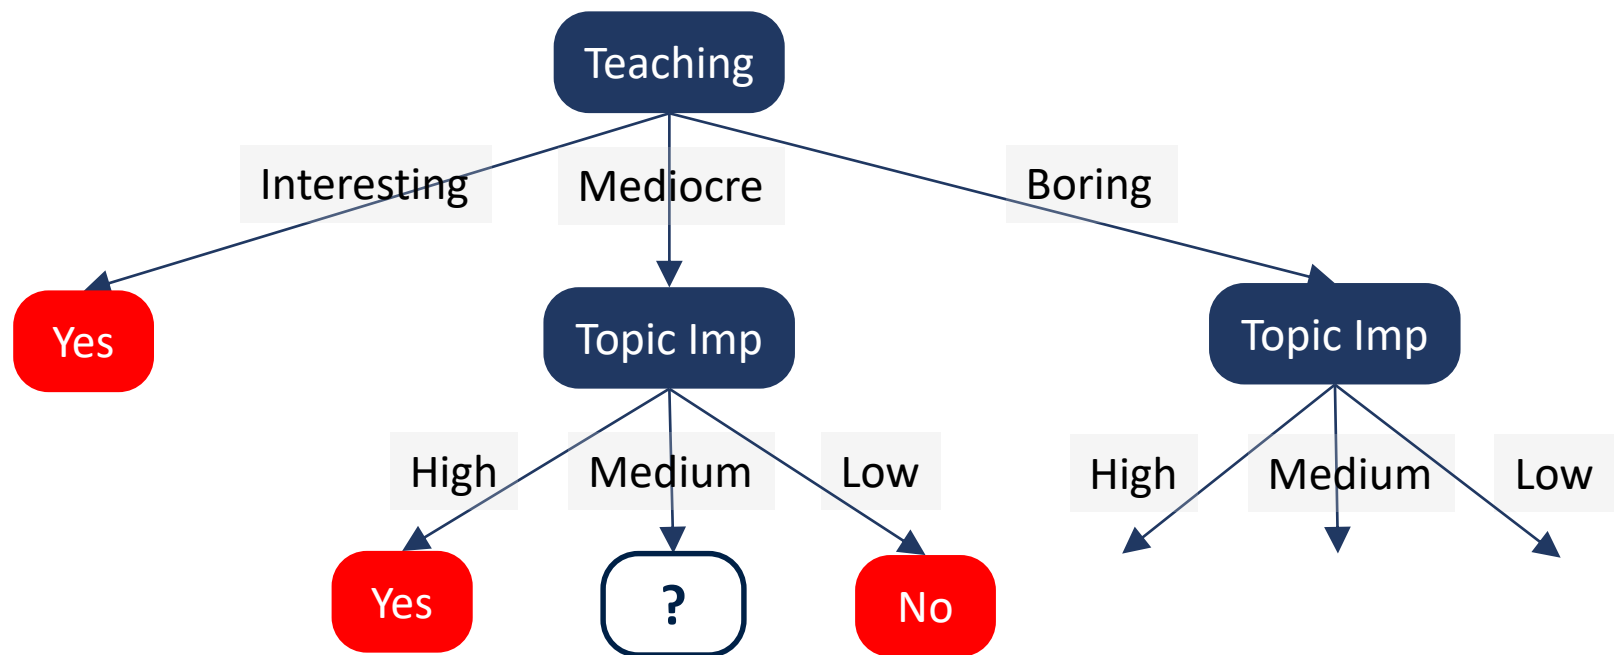 Teaching
Interesting
Mediocre
Boring
Yes
Topic Imp
Topic Imp
High
Medium
Low
High
Medium
Low
Yes
?
No